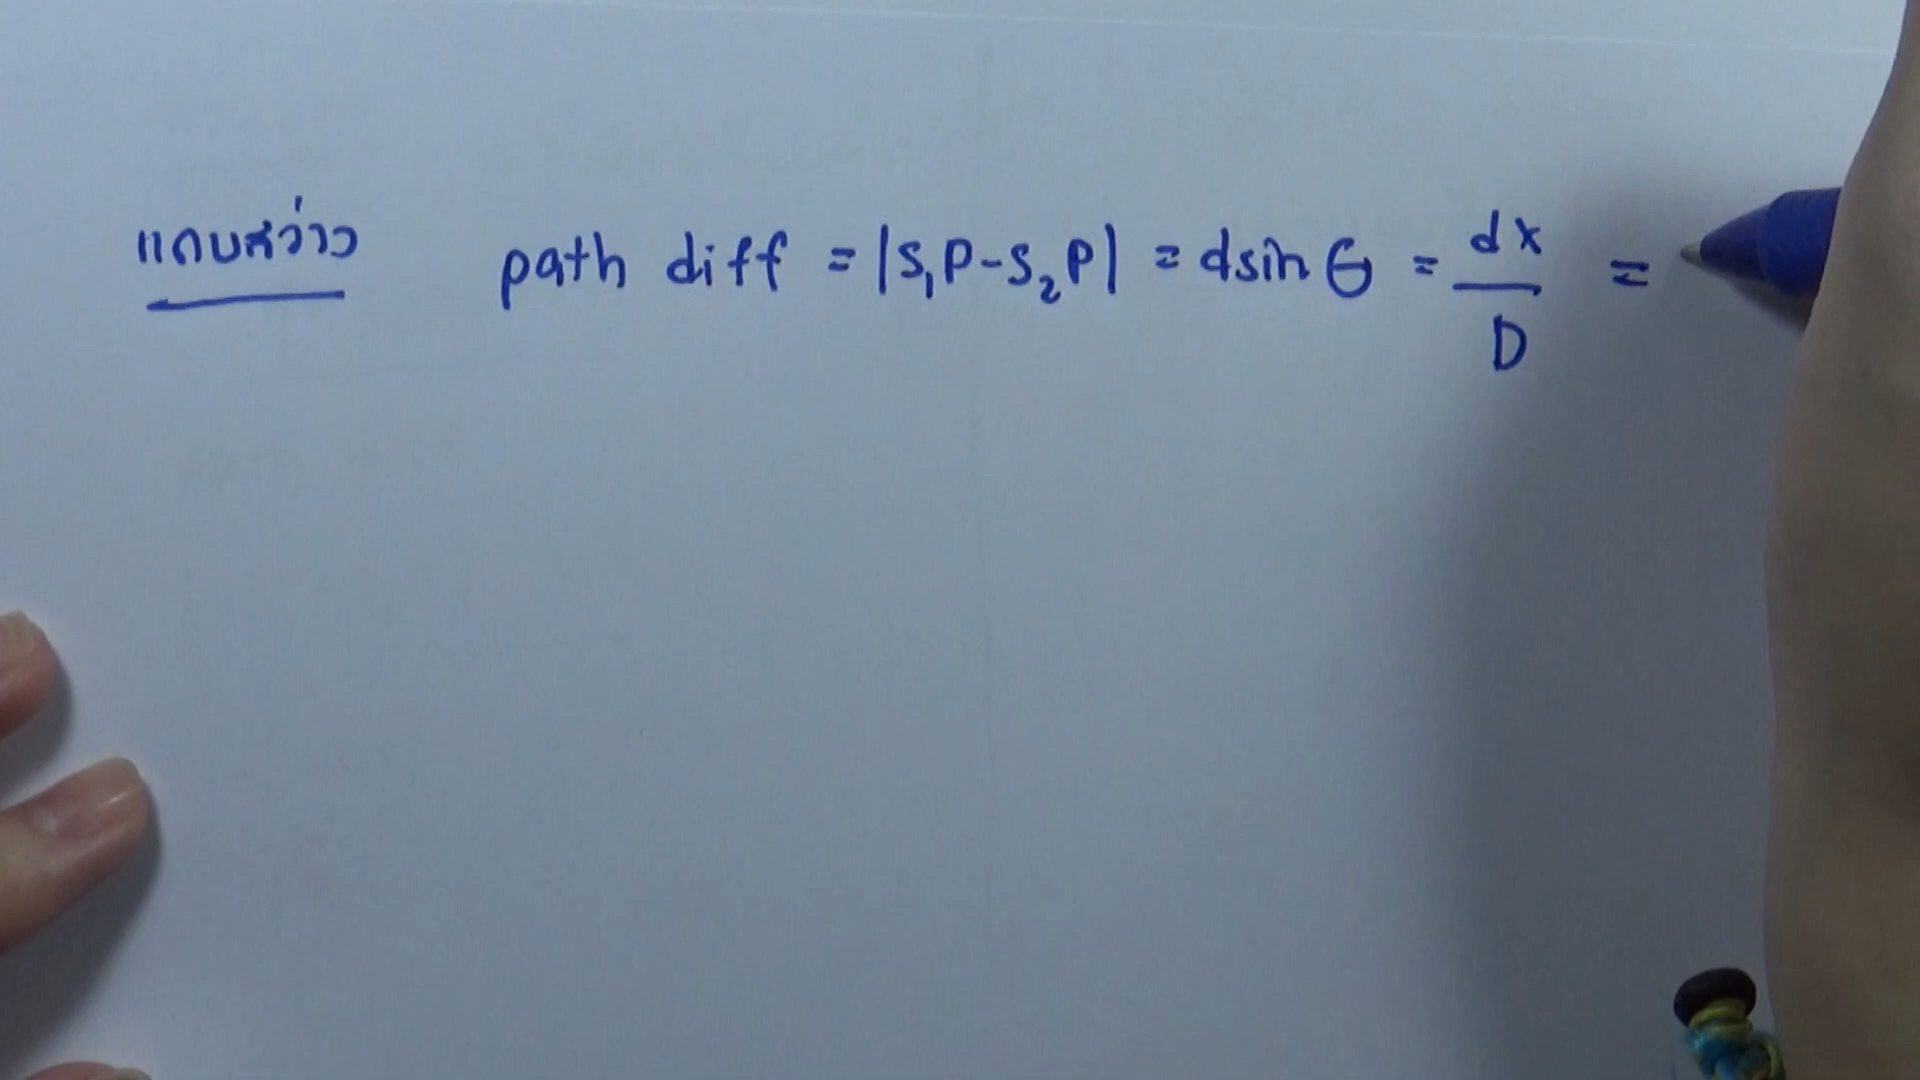 แถบสว่าง path diff = |S₁P-S₂P| = dsinθ = dx/D =